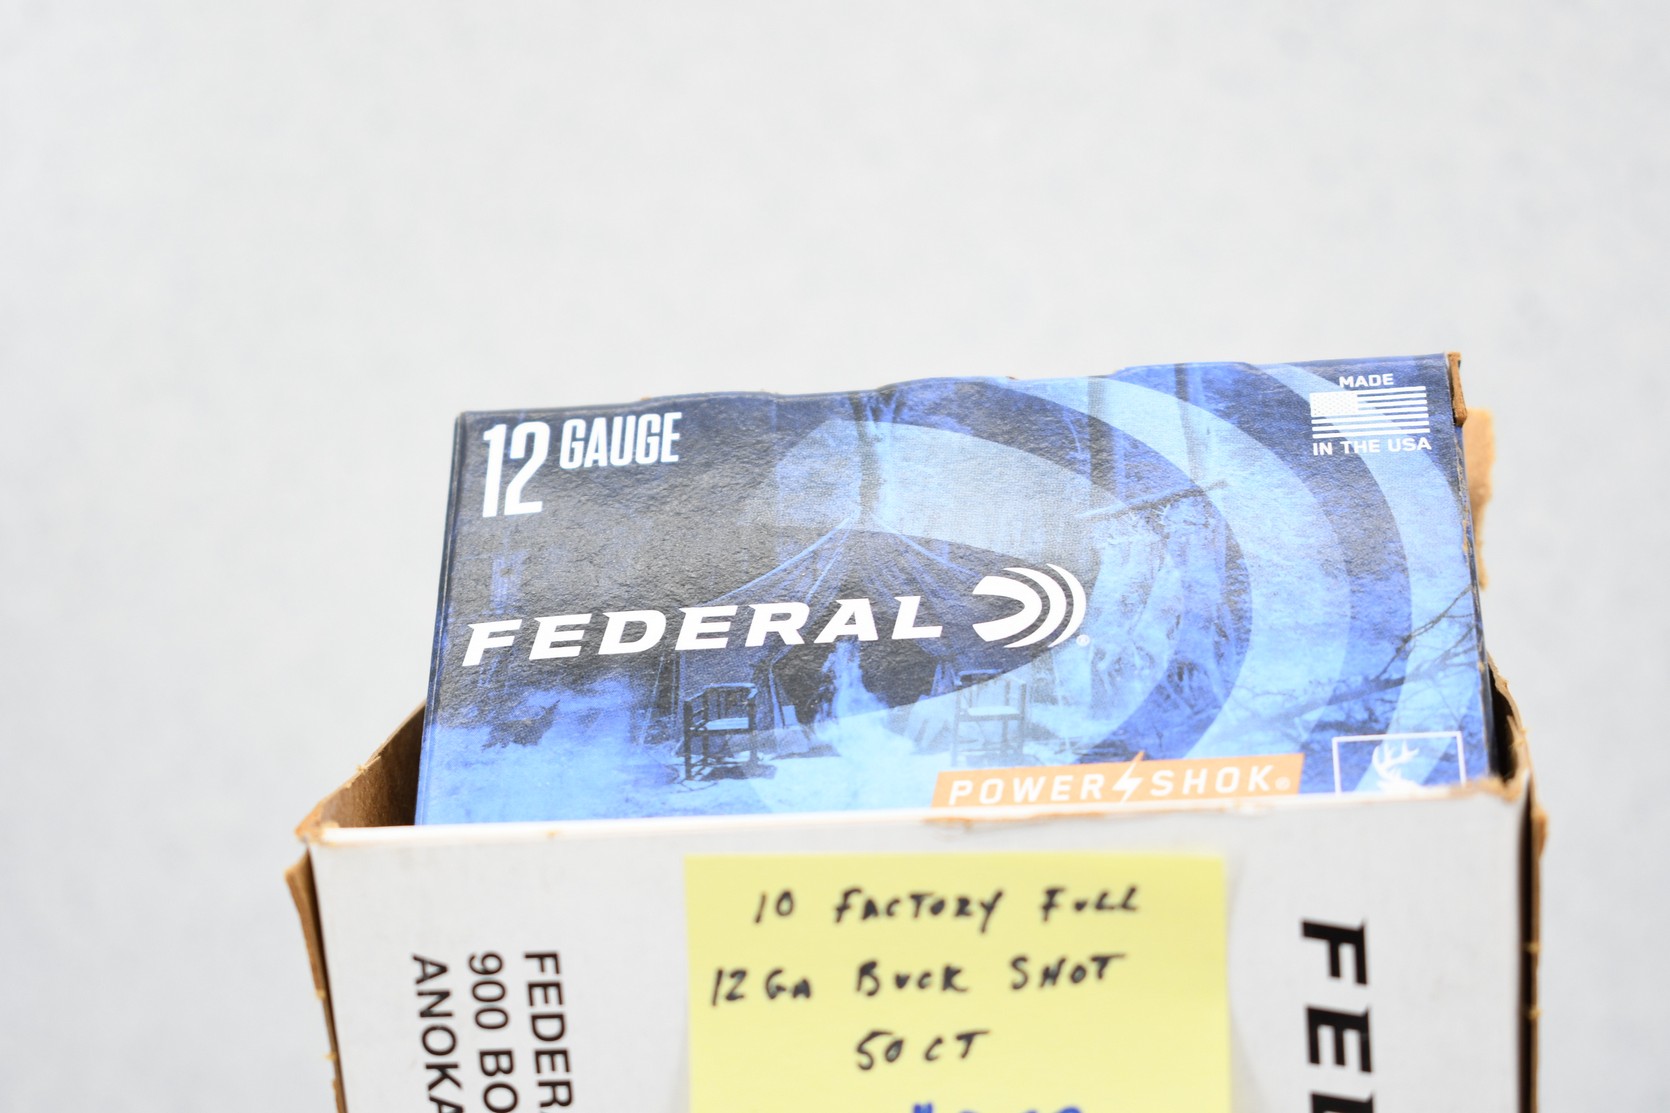 12 GAUGE
MADE
IN THE USA
FEDERAL
POWER SHOK
10 FACTORY FULL
12 GA BUCK SHOT
50 CT
FEDER
900 BO
ANOKA
FE